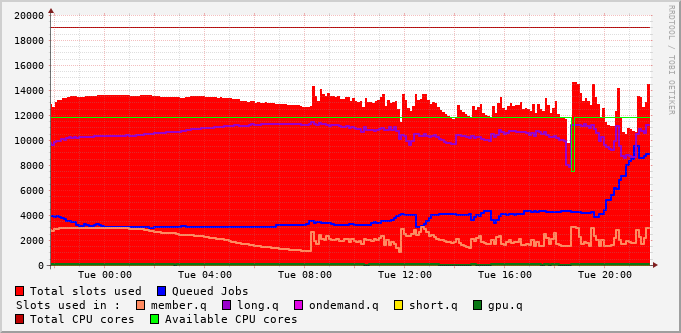 20000
18000
16000
14000
12000
10000
8000
6000
4000
2000
0
Tue 00:00 Tue 04:00 Tue 08:00 Tue 12:00 Tue 16:00 Tue 20:00
RRDTOOL / TOBI OETIKER
Total slots used Queued Jobs
Slots used in : member.q long.q ondemand.q short.q gpu.q
Total CPU cores Available CPU cores